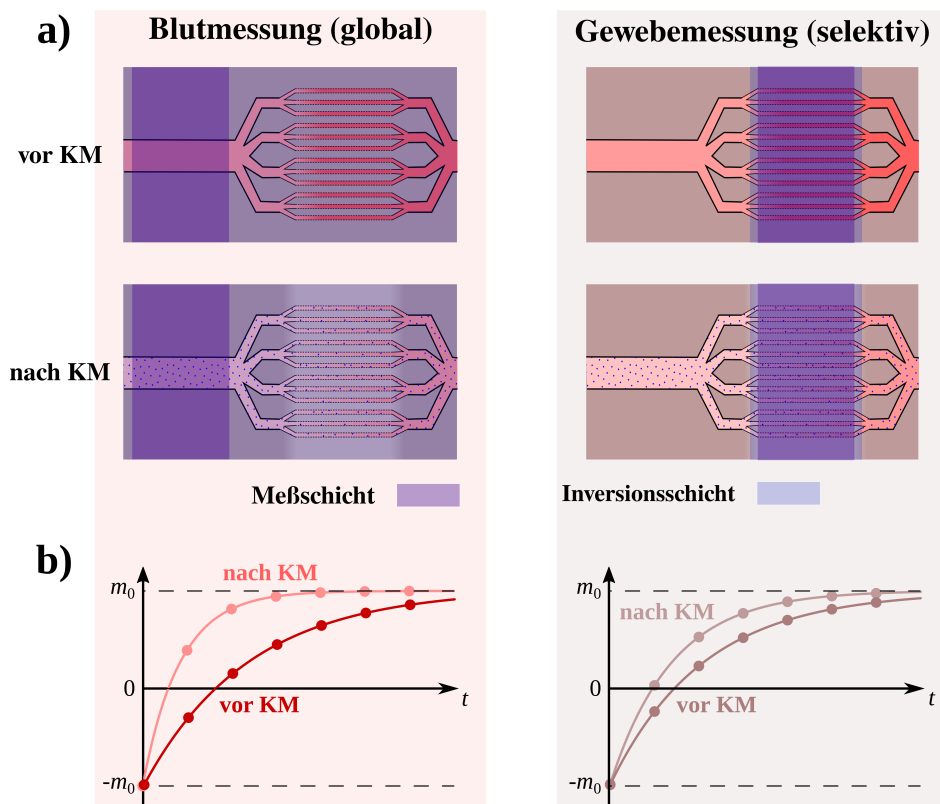 a)
Blutmessung (global)
Gewebemessung (selektiv)
vor KM
nach KM
Meßschicht
Inversionsschicht
b)
m₀
nach KM
0
vor KM
t
-m₀
m₀
nach KM
0
vor KM
t
-m₀